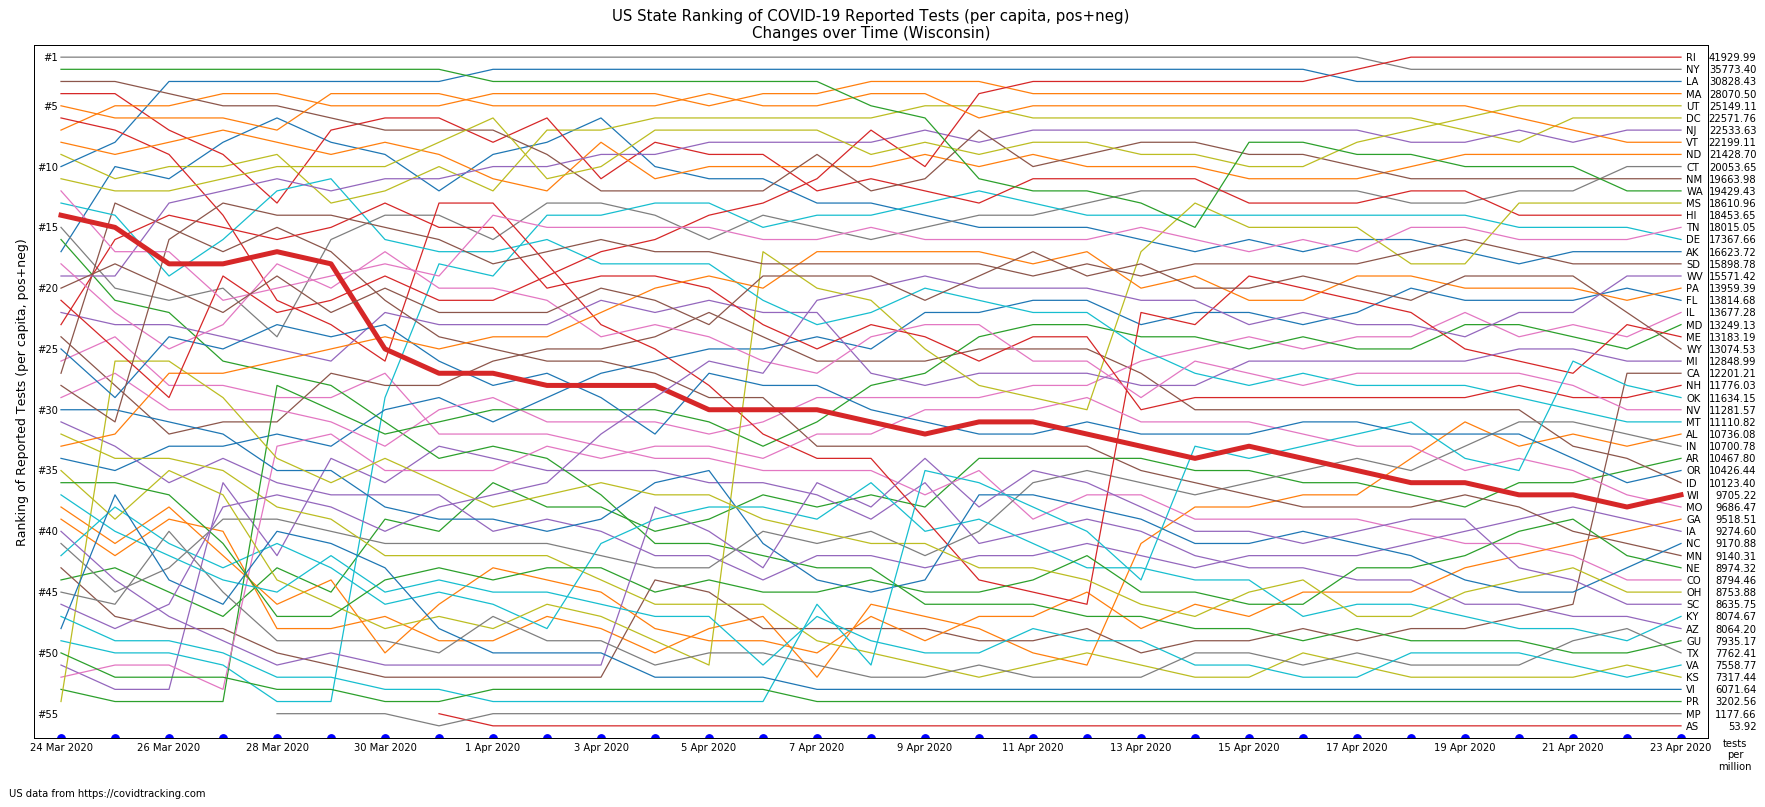 US State Ranking of COVID-19 Reported Tests (per capita, pos+neg)
Changes over Time (Wisconsin)
Ranking of Reported Tests (per capita, pos+neg)
#1
#5
#10
#15
#20
#25
#30
#35
#40
#45
#50
#55
RI 41929.99
NY 35773.40
LA 30828.43
MA 28070.50
UT 25149.11
DC 22571.76
NJ 22533.63
VT 22199.11
ND 21428.70
CT 20053.65
NM 19663.98
WA 19429.43
MS 18610.96
HI 18453.65
TN 18015.05
DE 17367.66
AK 16623.72
SD 15898.78
WV 15571.42
PA 13959.39
FL 13814.68
IL 13677.28
MD 13249.13
ME 13183.19
WY 13074.53
MI 12848.99
CA 12201.21
NH 11776.03
OK 11634.15
NV 11281.57
MT 11110.82
AL 10736.08
IN 10700.78
AR 10467.80
OR 10426.44
ID 10123.40
WI 9705.22
MO 9686.47
GA 9518.51
IA 9274.60
NC 9170.88
MN 9140.31
NE 8974.32
CO 8794.46
OH 8753.88
SC 8635.75
KY 8074.67
AZ 8064.20
GU 7935.17
TX 7762.41
VA 7558.77
KS 7317.44
VI 6071.64
PR 3202.56
MP 1177.66
AS 53.92
24 Mar 2020 26 Mar 2020 28 Mar 2020 30 Mar 2020 1 Apr 2020 3 Apr 2020 5 Apr 2020 7 Apr 2020 9 Apr 2020 11 Apr 2020 13 Apr 2020 15 Apr 2020 17 Apr 2020 19 Apr 2020 21 Apr 2020 23 Apr 2020
tests
per
million
US data from https://covidtracking.com